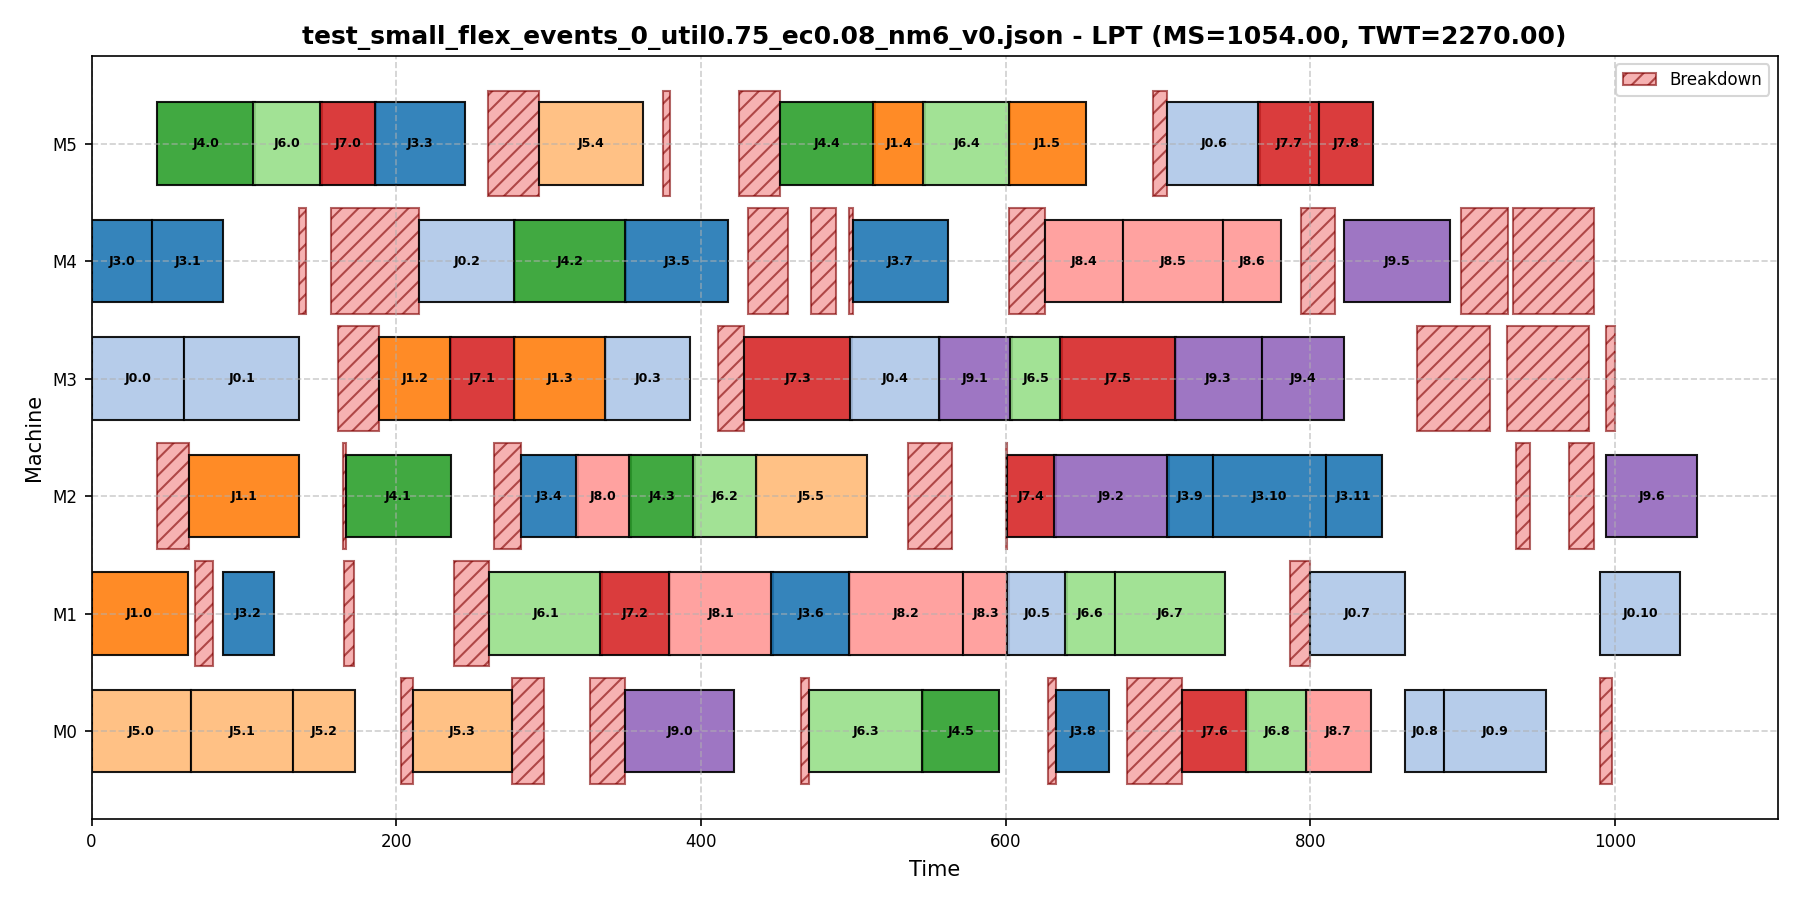 test_small_flex_events_0_util0.75_ec0.08_nm6_v0.json - LPT (MS=1054.00, TWT=2270.00)
Breakdown
M5
J4.0 J6.0 J7.0 J3.3 J5.4 J4.4 J1.4 J6.4 J1.5 J0.6 J7.7 J7.8
M4
J3.0 J3.1 J0.2 J4.2 J3.5 J3.7 J8.4 J8.5 J8.6 J9.5
M3
J0.0 J0.1 J1.2 J7.1 J1.3 J0.3 J7.3 J0.4 J9.1 J6.5 J7.5 J9.3 J9.4
M2
J1.1 J4.1 J3.4 J8.0 J4.3 J6.2 J5.5 J7.4 J9.2 J3.9 J3.10 J3.11 J9.6
M1
J1.0 J3.2 J6.1 J7.2 J8.1 J3.6 J8.2 J8.3 J0.5 J6.6 J6.7 J0.7 J0.10
M0
J5.0 J5.1 J5.2 J5.3 J9.0 J6.3 J4.5 J3.8 J7.6 J6.8 J8.7 J0.8 J0.9
Machine
0 200 400 600 800 1000
Time